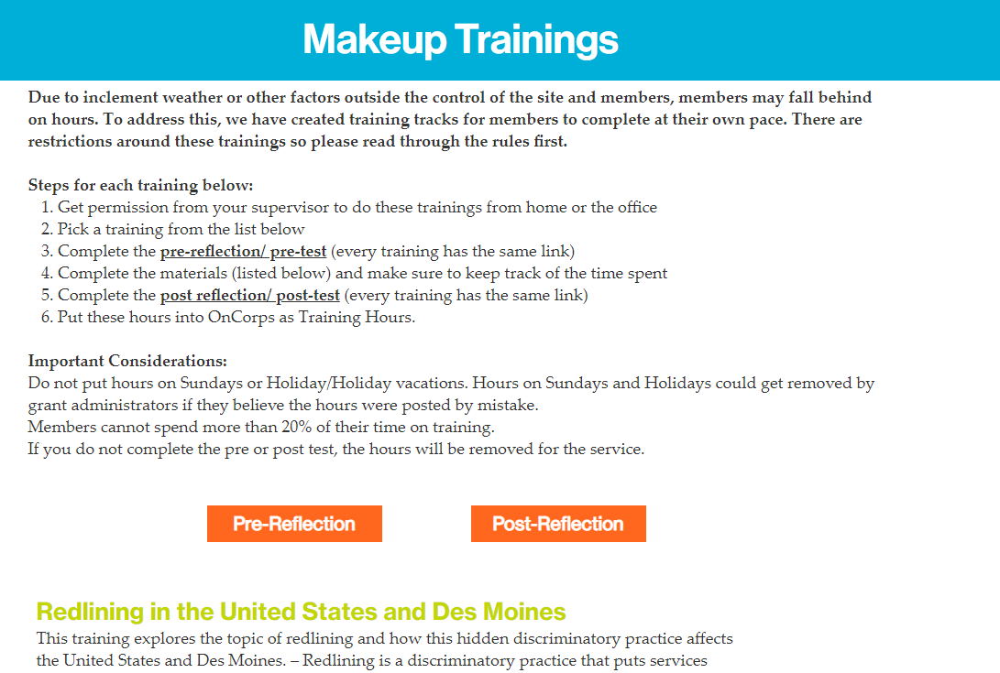 Makeup Trainings
Due to inclement weather or other factors outside the control of the site and members, members may fall behind
on hours. To address this, we have created training tracks for members to complete at their own pace. There are
restrictions around these trainings so please read through the rules first.
Steps for each training below:
1. Get permission from your supervisor to do these trainings from home or the office
2. Pick a training from the list below
3. Complete the pre-reflection/ pre-test (every training has the same link)
4. Complete the materials (listed below) and make sure to keep track of the time spent
5. Complete the post reflection/ post-test (every training has the same link)
6. Put these hours into OnCorps as Training Hours.
Important Considerations:
Do not put hours on Sundays or Holiday/Holiday vacations. Hours on Sundays and Holidays could get removed by
grant administrators if they believe the hours were posted by mistake.
Members cannot spend more than 20% of their time on training.
If you do not complete the pre or post test, the hours will be removed for the service.
Pre-Reflection
Post-Reflection
Redlining in the United States and Des Moines
This training explores the topic of redlining and how this hidden discriminatory practice affects
the United States and Des Moines. – Redlining is a discriminatory practice that puts services